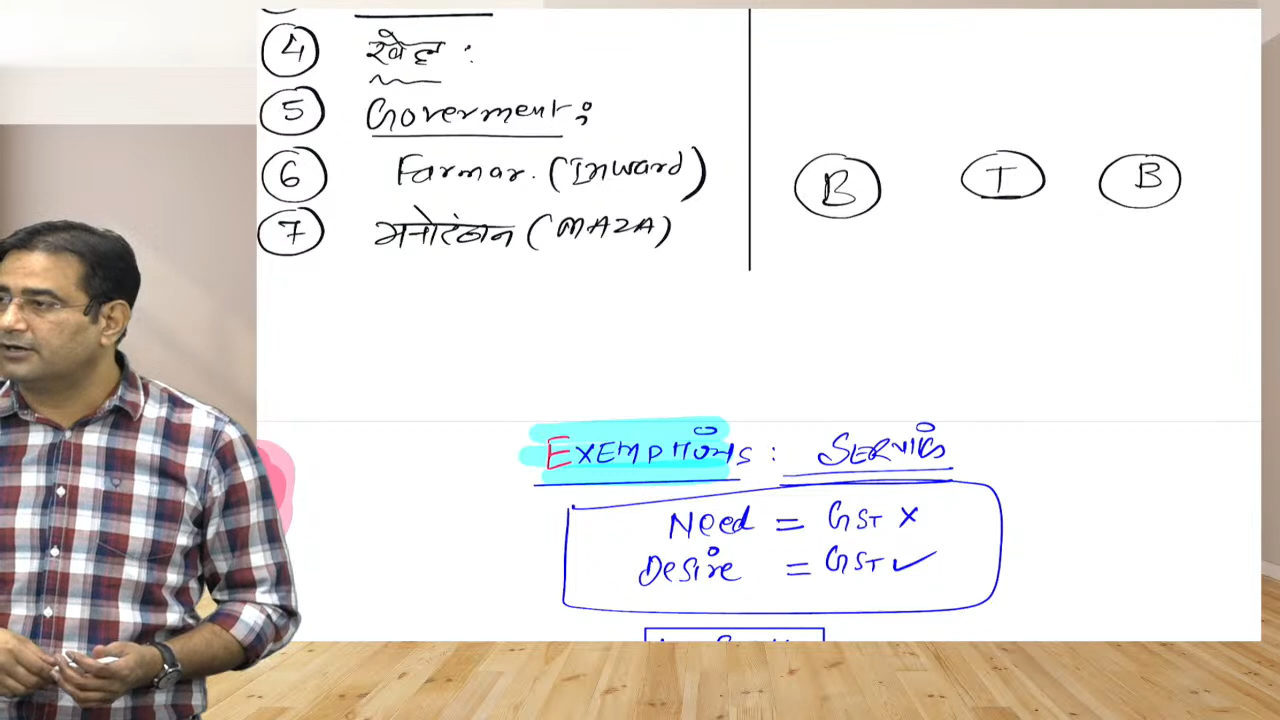 4 खेल :
5 Goverment :
6 Farmar. (Inward)
7 मनोरंजन (MAZA)
B T B
EXEMPTIONS : SERVICES
Need = GST X
Desire = GST ✓